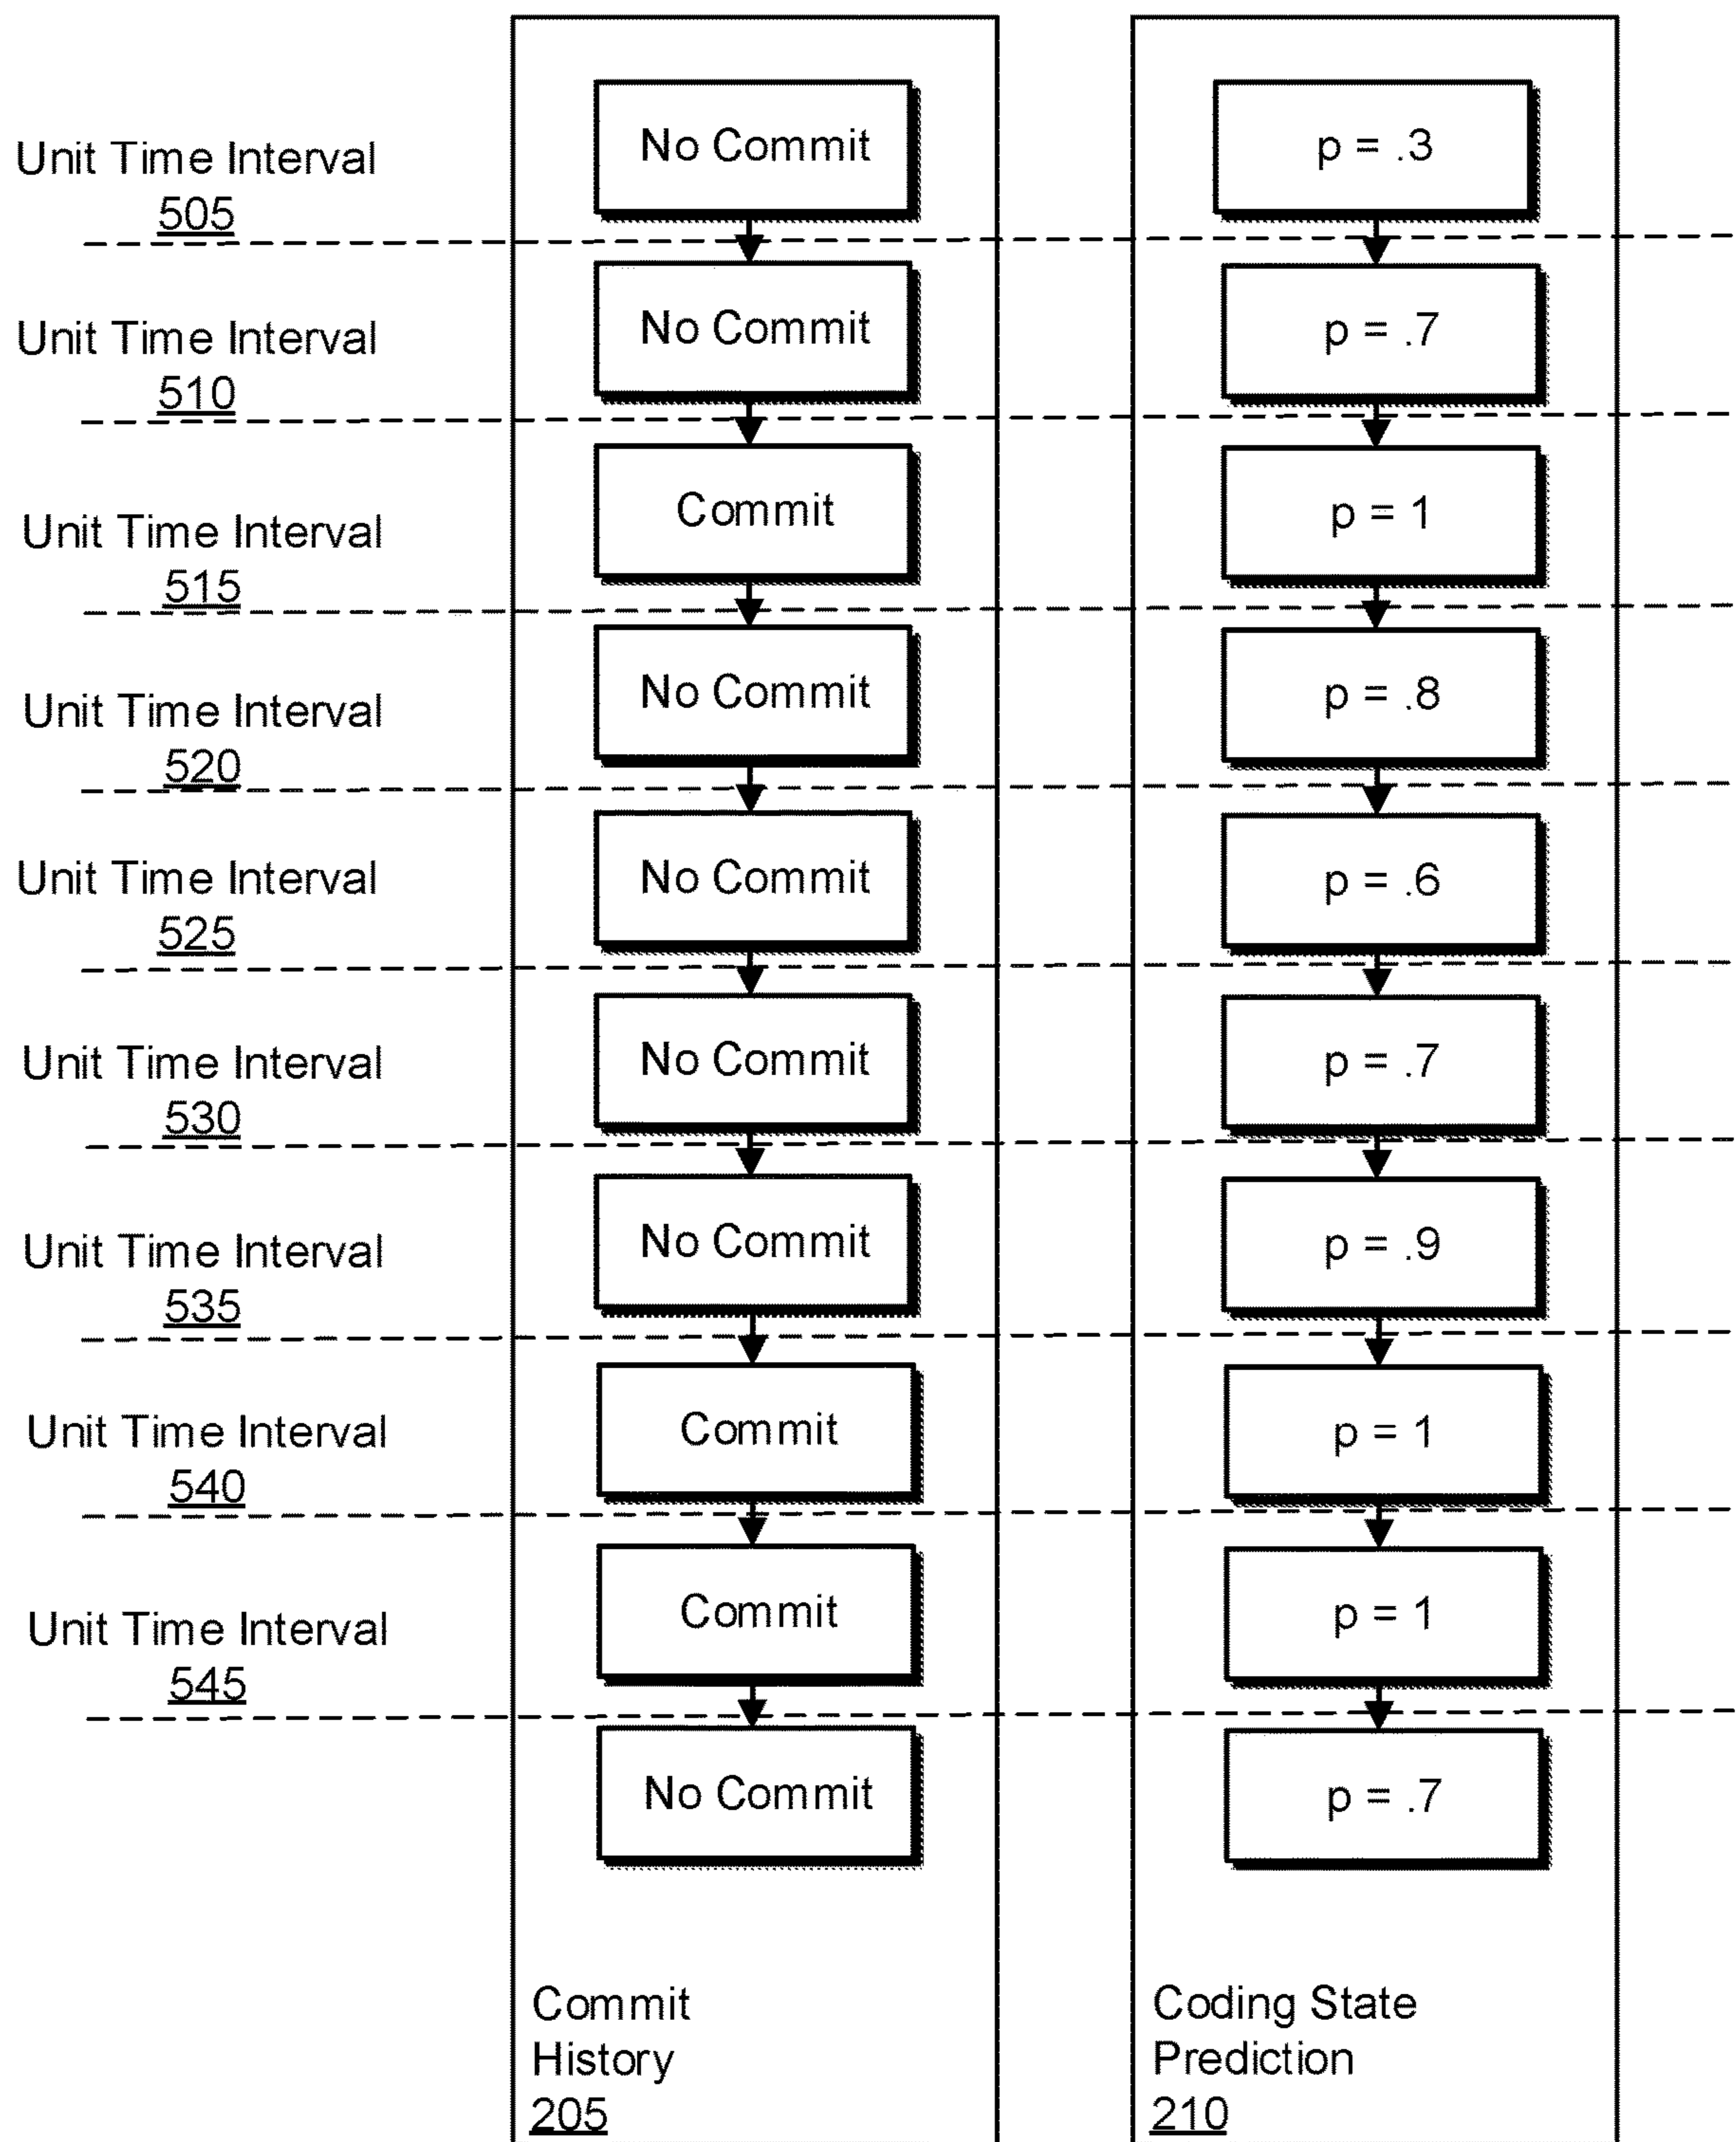 No Commit
p = .3
Unit Time Interval
505
No Commit
p = .7
Unit Time Interval
510
Commit
p = 1
Unit Time Interval
515
No Commit
p = .8
Unit Time Interval
520
No Commit
p = .6
Unit Time Interval
525
No Commit
p = .7
Unit Time Interval
530
No Commit
p = .9
Unit Time Interval
535
Commit
p = 1
Unit Time Interval
540
Commit
p = 1
Unit Time Interval
545
No Commit
p = .7
Commit
History
205
Coding State
Prediction
210